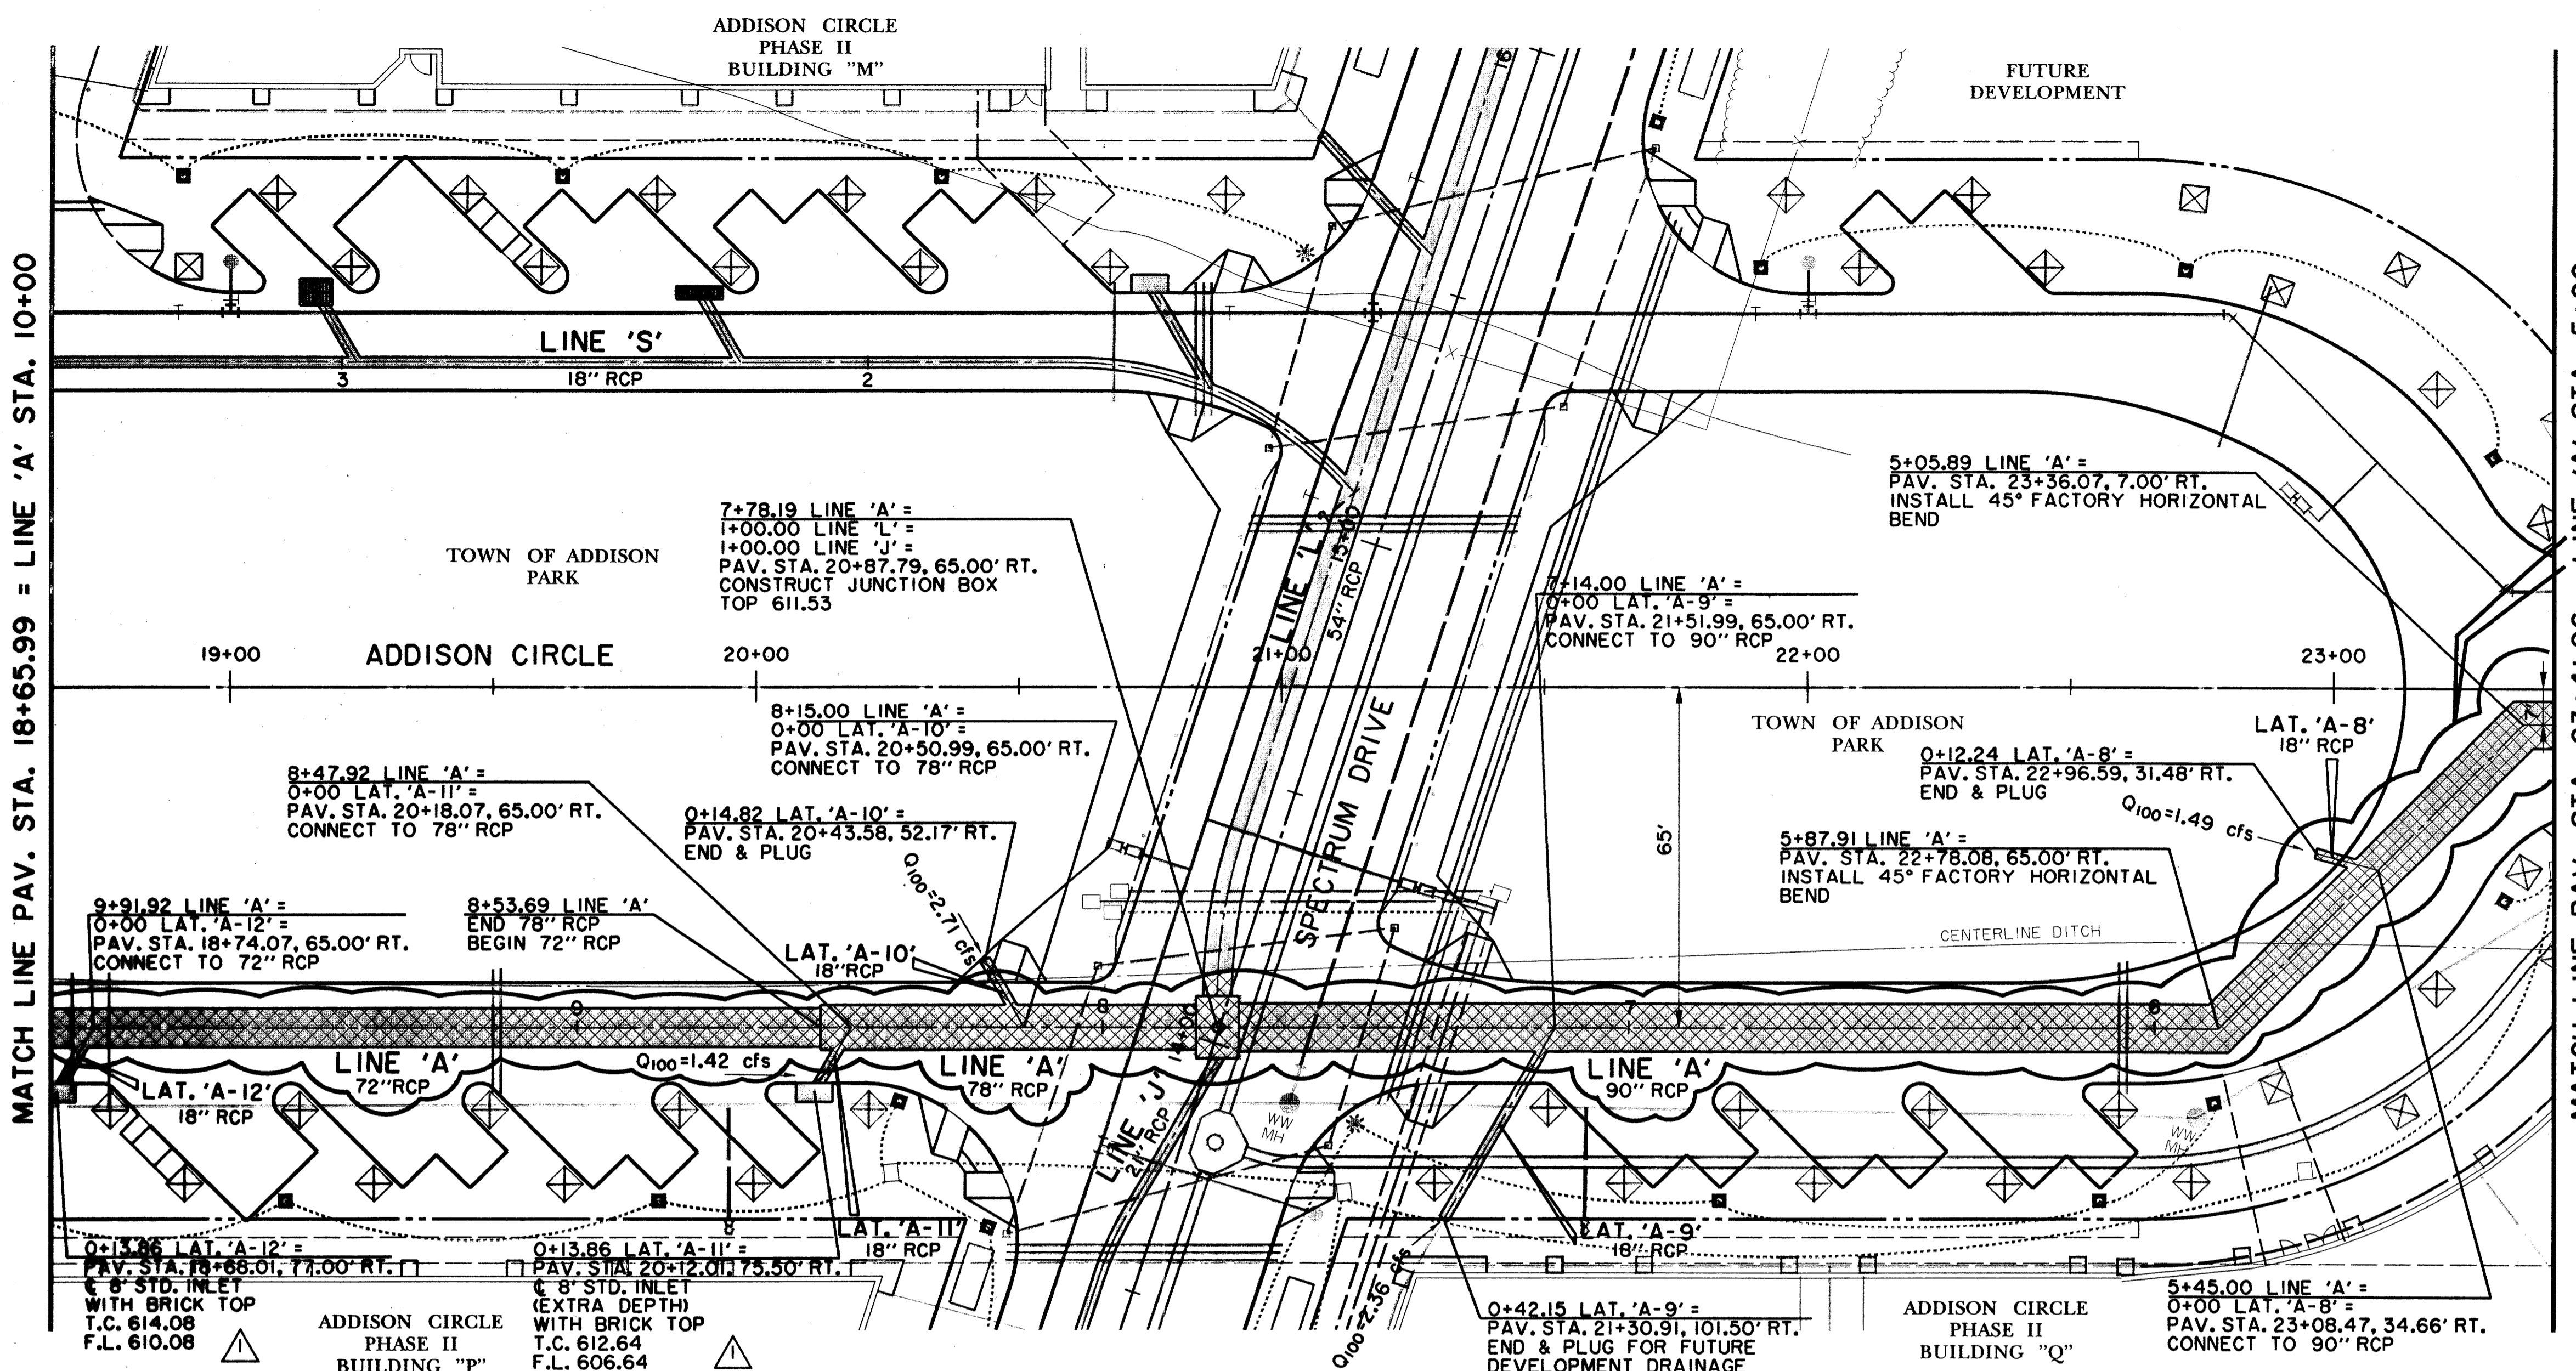 ADDISON CIRCLE
PHASE II
BUILDING "M"
FUTURE
DEVELOPMENT
16
MATCH LINE PAV. STA. 18+65.99 = LINE 'A' STA. 10+00
LINE 'S'
3
18" RCP
2
5+05.89 LINE 'A' =
PAV. STA. 23+36.07, 7.00' RT.
INSTALL 45° FACTORY HORIZONTAL
BEND
7+78.19 LINE 'A' =
1+00.00 LINE 'L' =
1+00.00 LINE 'J' =
PAV. STA. 20+87.79, 65.00' RT.
CONSTRUCT JUNCTION BOX
TOP 611.53
TOWN OF ADDISON
PARK
LINE 'L'
2
15+00
54" RCP
7+14.00 LINE 'A' =
0+00 LAT. 'A-9' =
PAV. STA. 21+51.99, 65.00' RT.
CONNECT TO 90" RCP
19+00
ADDISON CIRCLE
20+00
21+00
22+00
23+00
8+15.00 LINE 'A' =
0+00 LAT. 'A-10' =
PAV. STA. 20+50.99, 65.00' RT.
CONNECT TO 78" RCP
TOWN OF ADDISON
PARK
LAT. 'A-8'
18" RCP
7'
0+12.24 LAT. 'A-8' =
PAV. STA. 22+96.59, 31.48' RT.
END & PLUG
Q100=1.49 cfs
8+47.92 LINE 'A' =
0+00 LAT. 'A-11' =
PAV. STA. 20+18.07, 65.00' RT.
CONNECT TO 78" RCP
0+14.82 LAT. 'A-10' =
PAV. STA. 20+43.58, 52.17' RT.
END & PLUG
Q100=2.71 cfs
SPECTRUM DRIVE
65'
5+87.91 LINE 'A' =
PAV. STA. 22+78.08, 65.00' RT.
INSTALL 45° FACTORY HORIZONTAL
BEND
9+91.92 LINE 'A' =
0+00 LAT. 'A-12' =
PAV. STA. 18+74.07, 65.00' RT.
CONNECT TO 72" RCP
8+53.69 LINE 'A'
END 78" RCP
BEGIN 72" RCP
LAT. 'A-10'
18"RCP
CENTERLINE DITCH
9
8
7
6
14+00
LINE 'A'
72"RCP
Q100=1.42 cfs
LINE 'A'
78" RCP
LINE 'A'
90" RCP
LAT. 'A-12'
18" RCP
LINE 'J'
21" RCP
WW
MH
WW
MH
LAT. 'A-11'
18" RCP
LAT. 'A-9'
18" RCP
Q100=2.36 cfs
0+13.86 LAT. 'A-12' =
PAV. STA. 18+68.01, 77.00' RT.
℄ 8' STD. INLET
WITH BRICK TOP
T.C. 614.08
F.L. 610.08
1
ADDISON CIRCLE
PHASE II
BUILDING "P"
0+13.86 LAT. 'A-11' =
PAV. STA. 20+12.01, 75.50' RT.
℄ 8' STD. INLET
(EXTRA DEPTH)
WITH BRICK TOP
T.C. 612.64
F.L. 606.64
1
0+42.15 LAT. 'A-9' =
PAV. STA. 21+30.91, 101.50' RT.
END & PLUG FOR FUTURE
DEVELOPMENT DRAINAGE
ADDISON CIRCLE
PHASE II
BUILDING "Q"
5+45.00 LINE 'A' =
0+00 LAT. 'A-8' =
PAV. STA. 23+08.47, 34.66' RT.
CONNECT TO 90" RCP